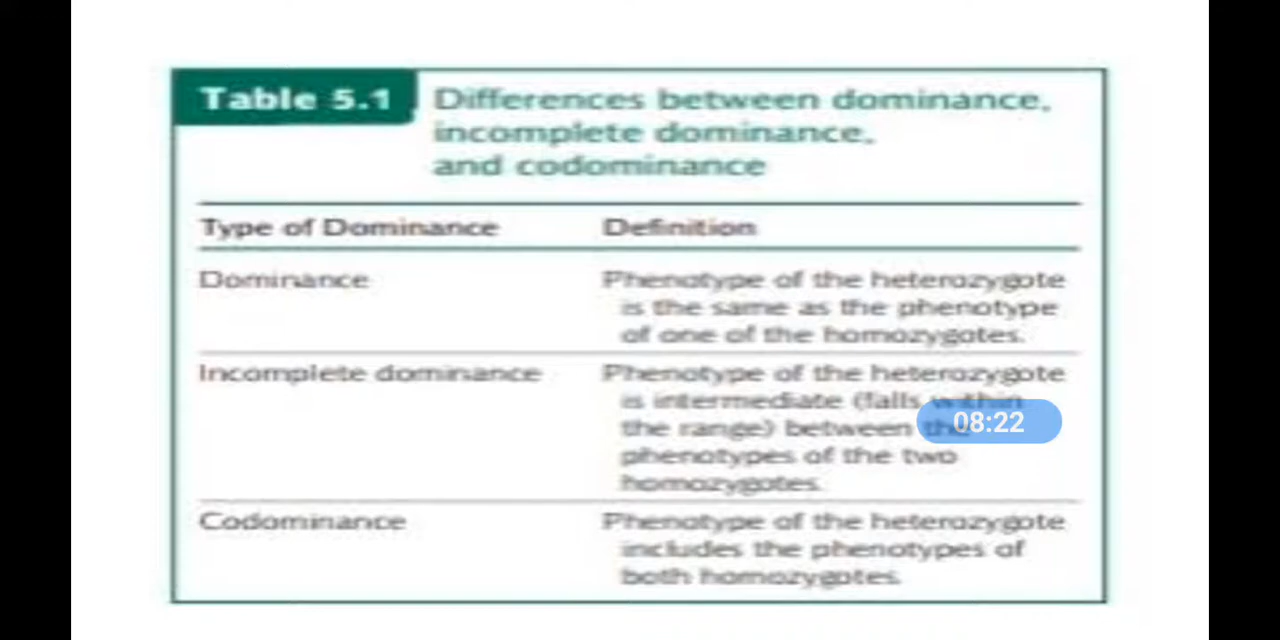 Table 5.1
Differences between dominance,
incomplete dominance,
and codominance
Type of Dominance Definition
Dominance Phenotype of the heterozygote
is the same as the phenotype
of one of the homozygotes.
Incomplete dominance Phenotype of the heterozygote
is intermediate (falls within
the range) between the
08:22
phenotypes of the two
homozygotes.
Codominance Phenotype of the heterozygote
includes the phenotypes of
both homozygotes.